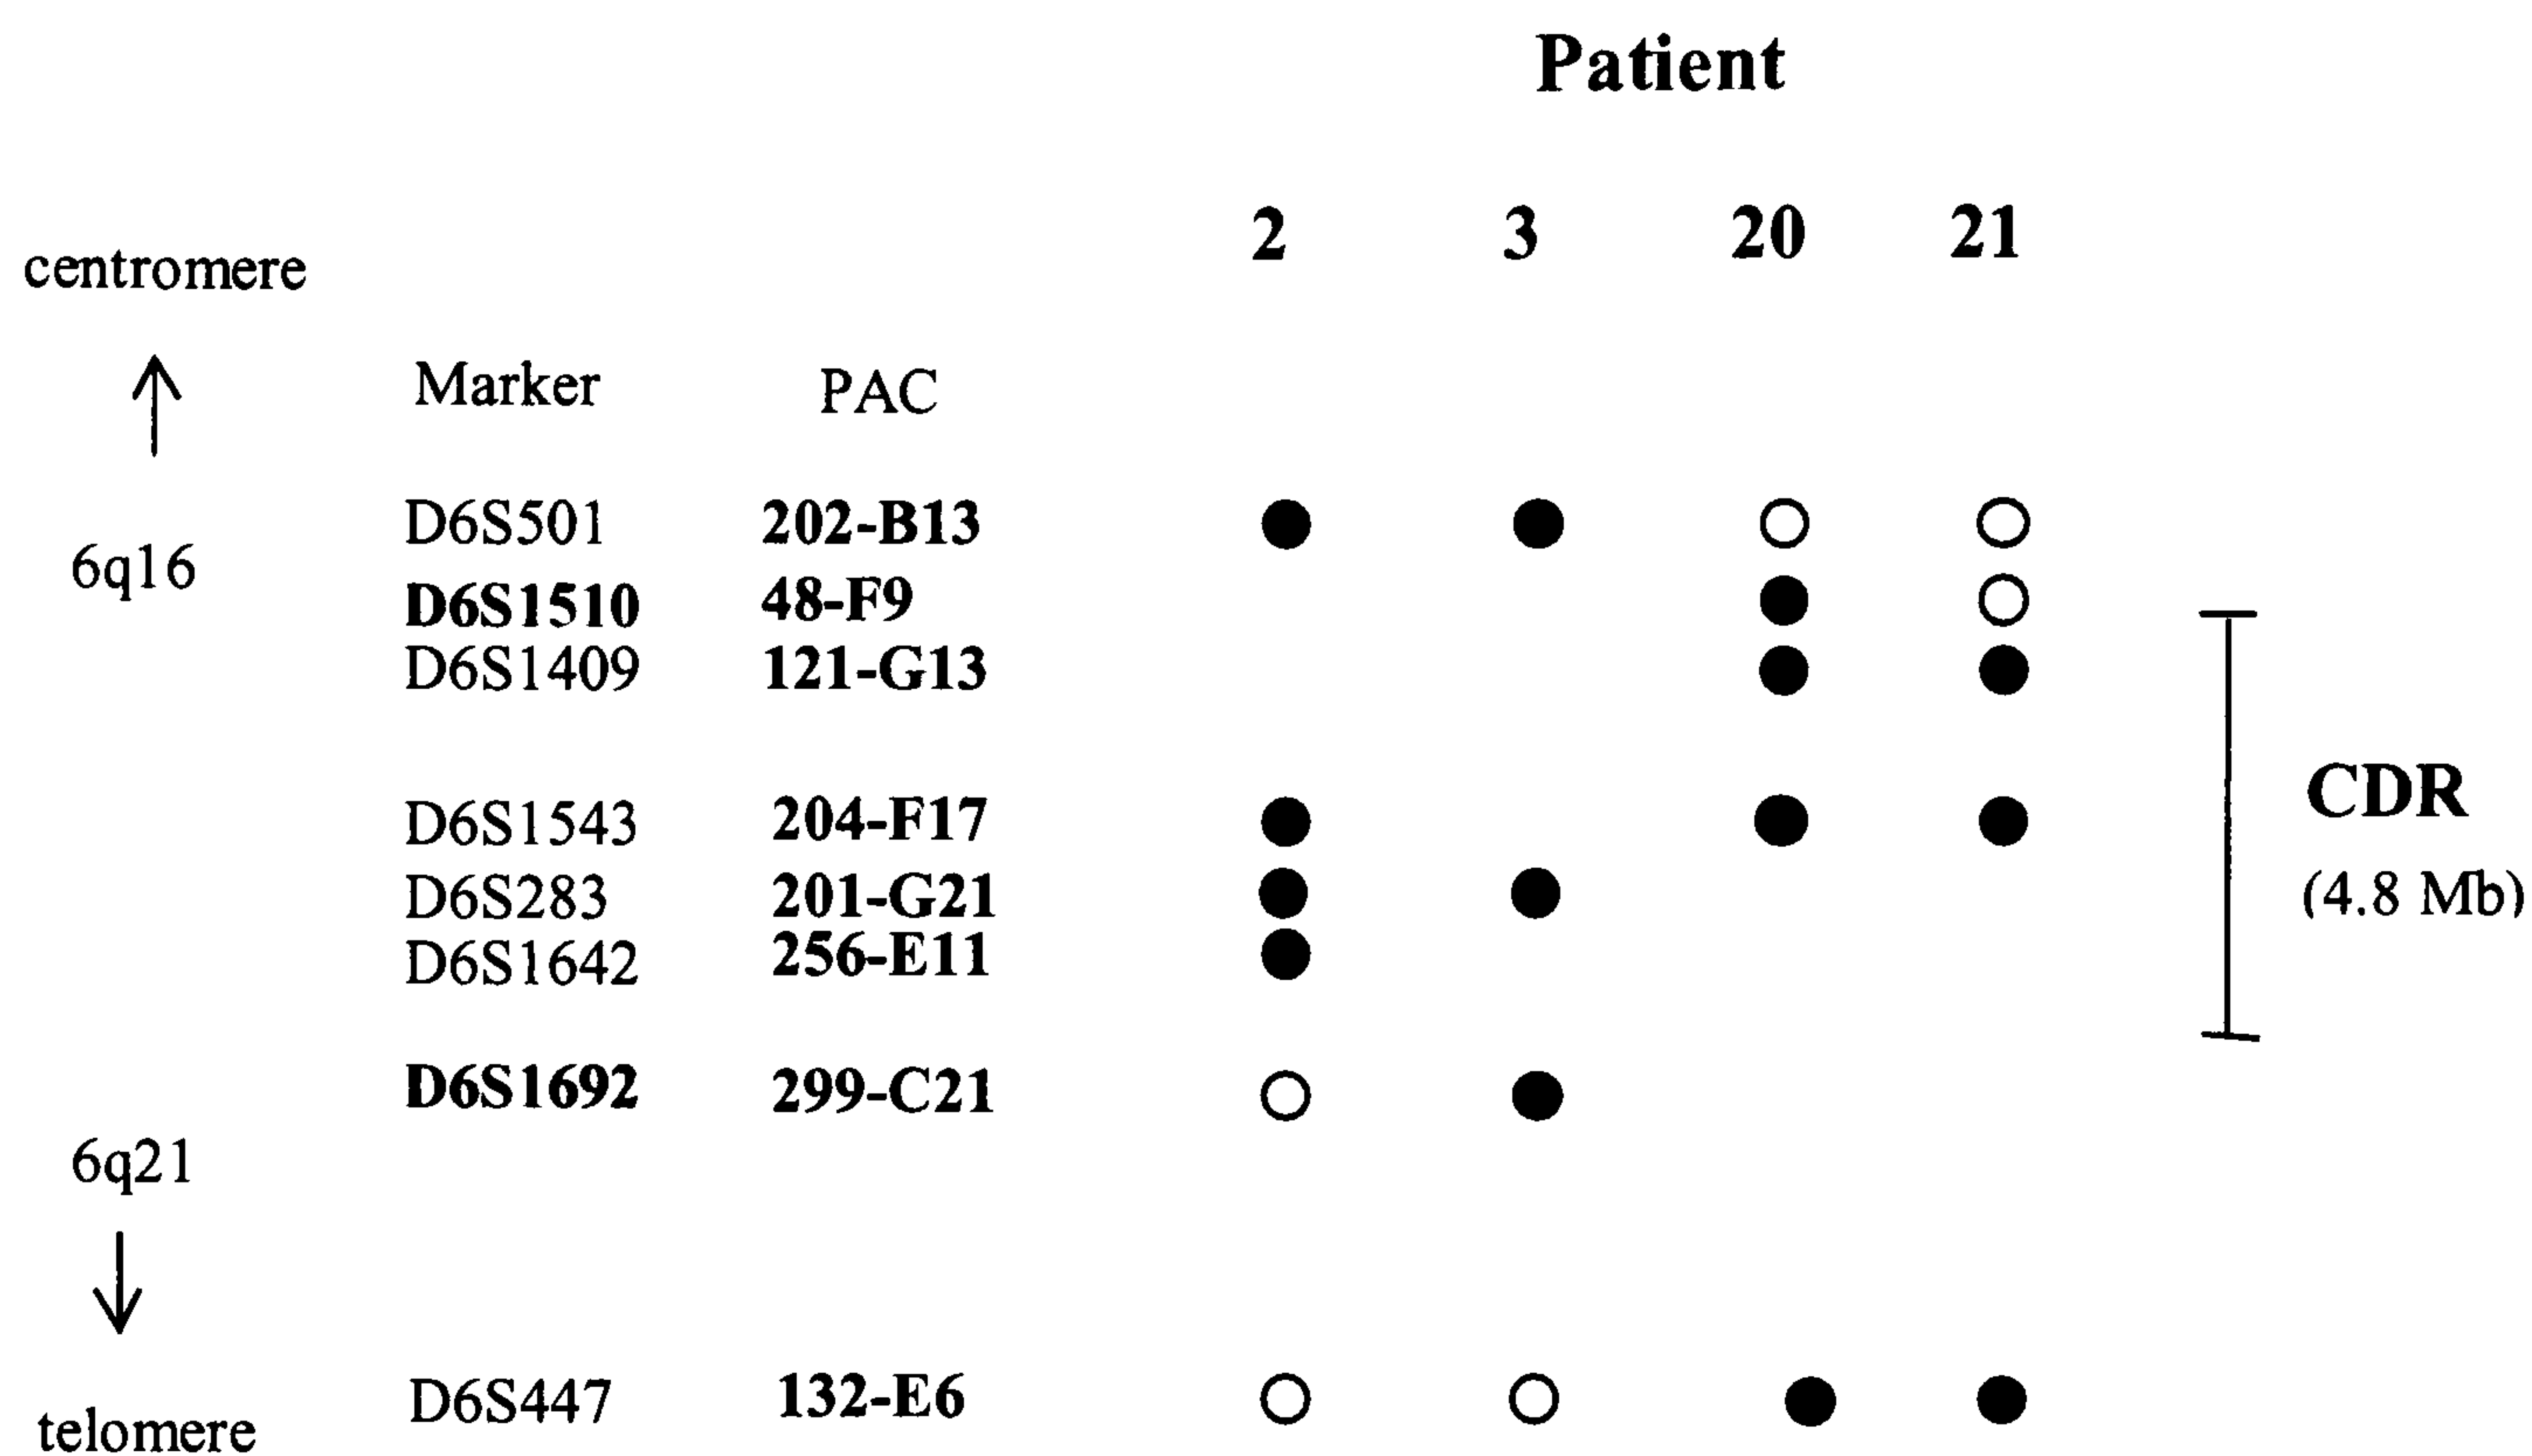 Patient
2 3 20 21
centromere
Marker PAC
D6S501 202-B13
6q16
D6S1510 48-F9
D6S1409 121-G13
D6S1543 204-F17
CDR
D6S283 201-G21
(4.8 Mb)
D6S1642 256-E11
D6S1692 299-C21
6q21
D6S447 132-E6
telomere